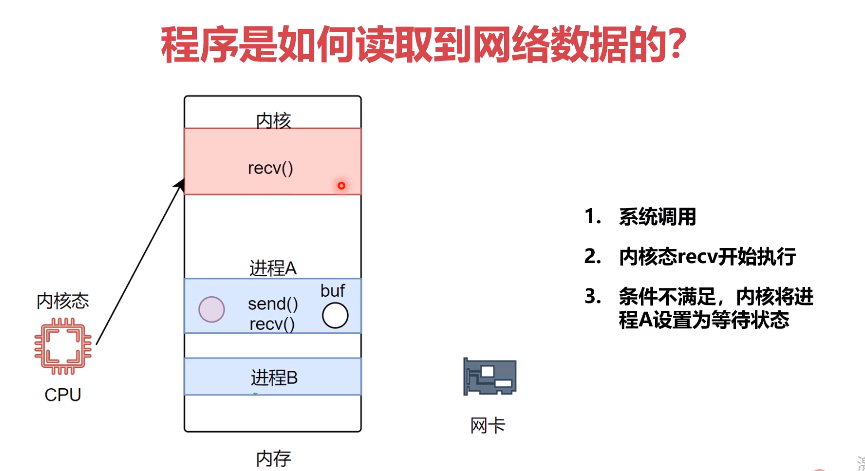 程序是如何读取到网络数据的？
内核
recv()
进程A
send()
recv()
buf
进程B
内存
内核态
CPU
网卡
1. 系统调用
2. 内核态recv开始执行
3. 条件不满足，内核将进
程A设置为等待状态